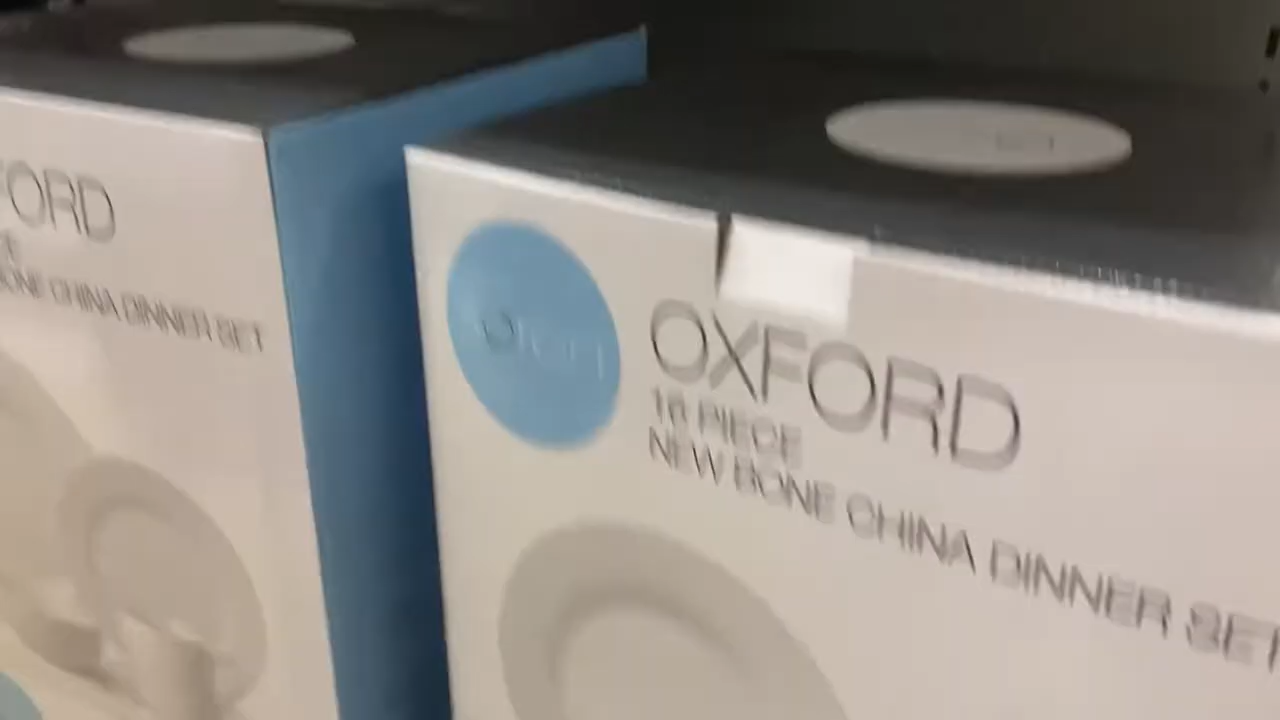 FORD
BONE CHINA DINNER SET
OXFORD
16 PIECE
NEW BONE CHINA DINNER SET